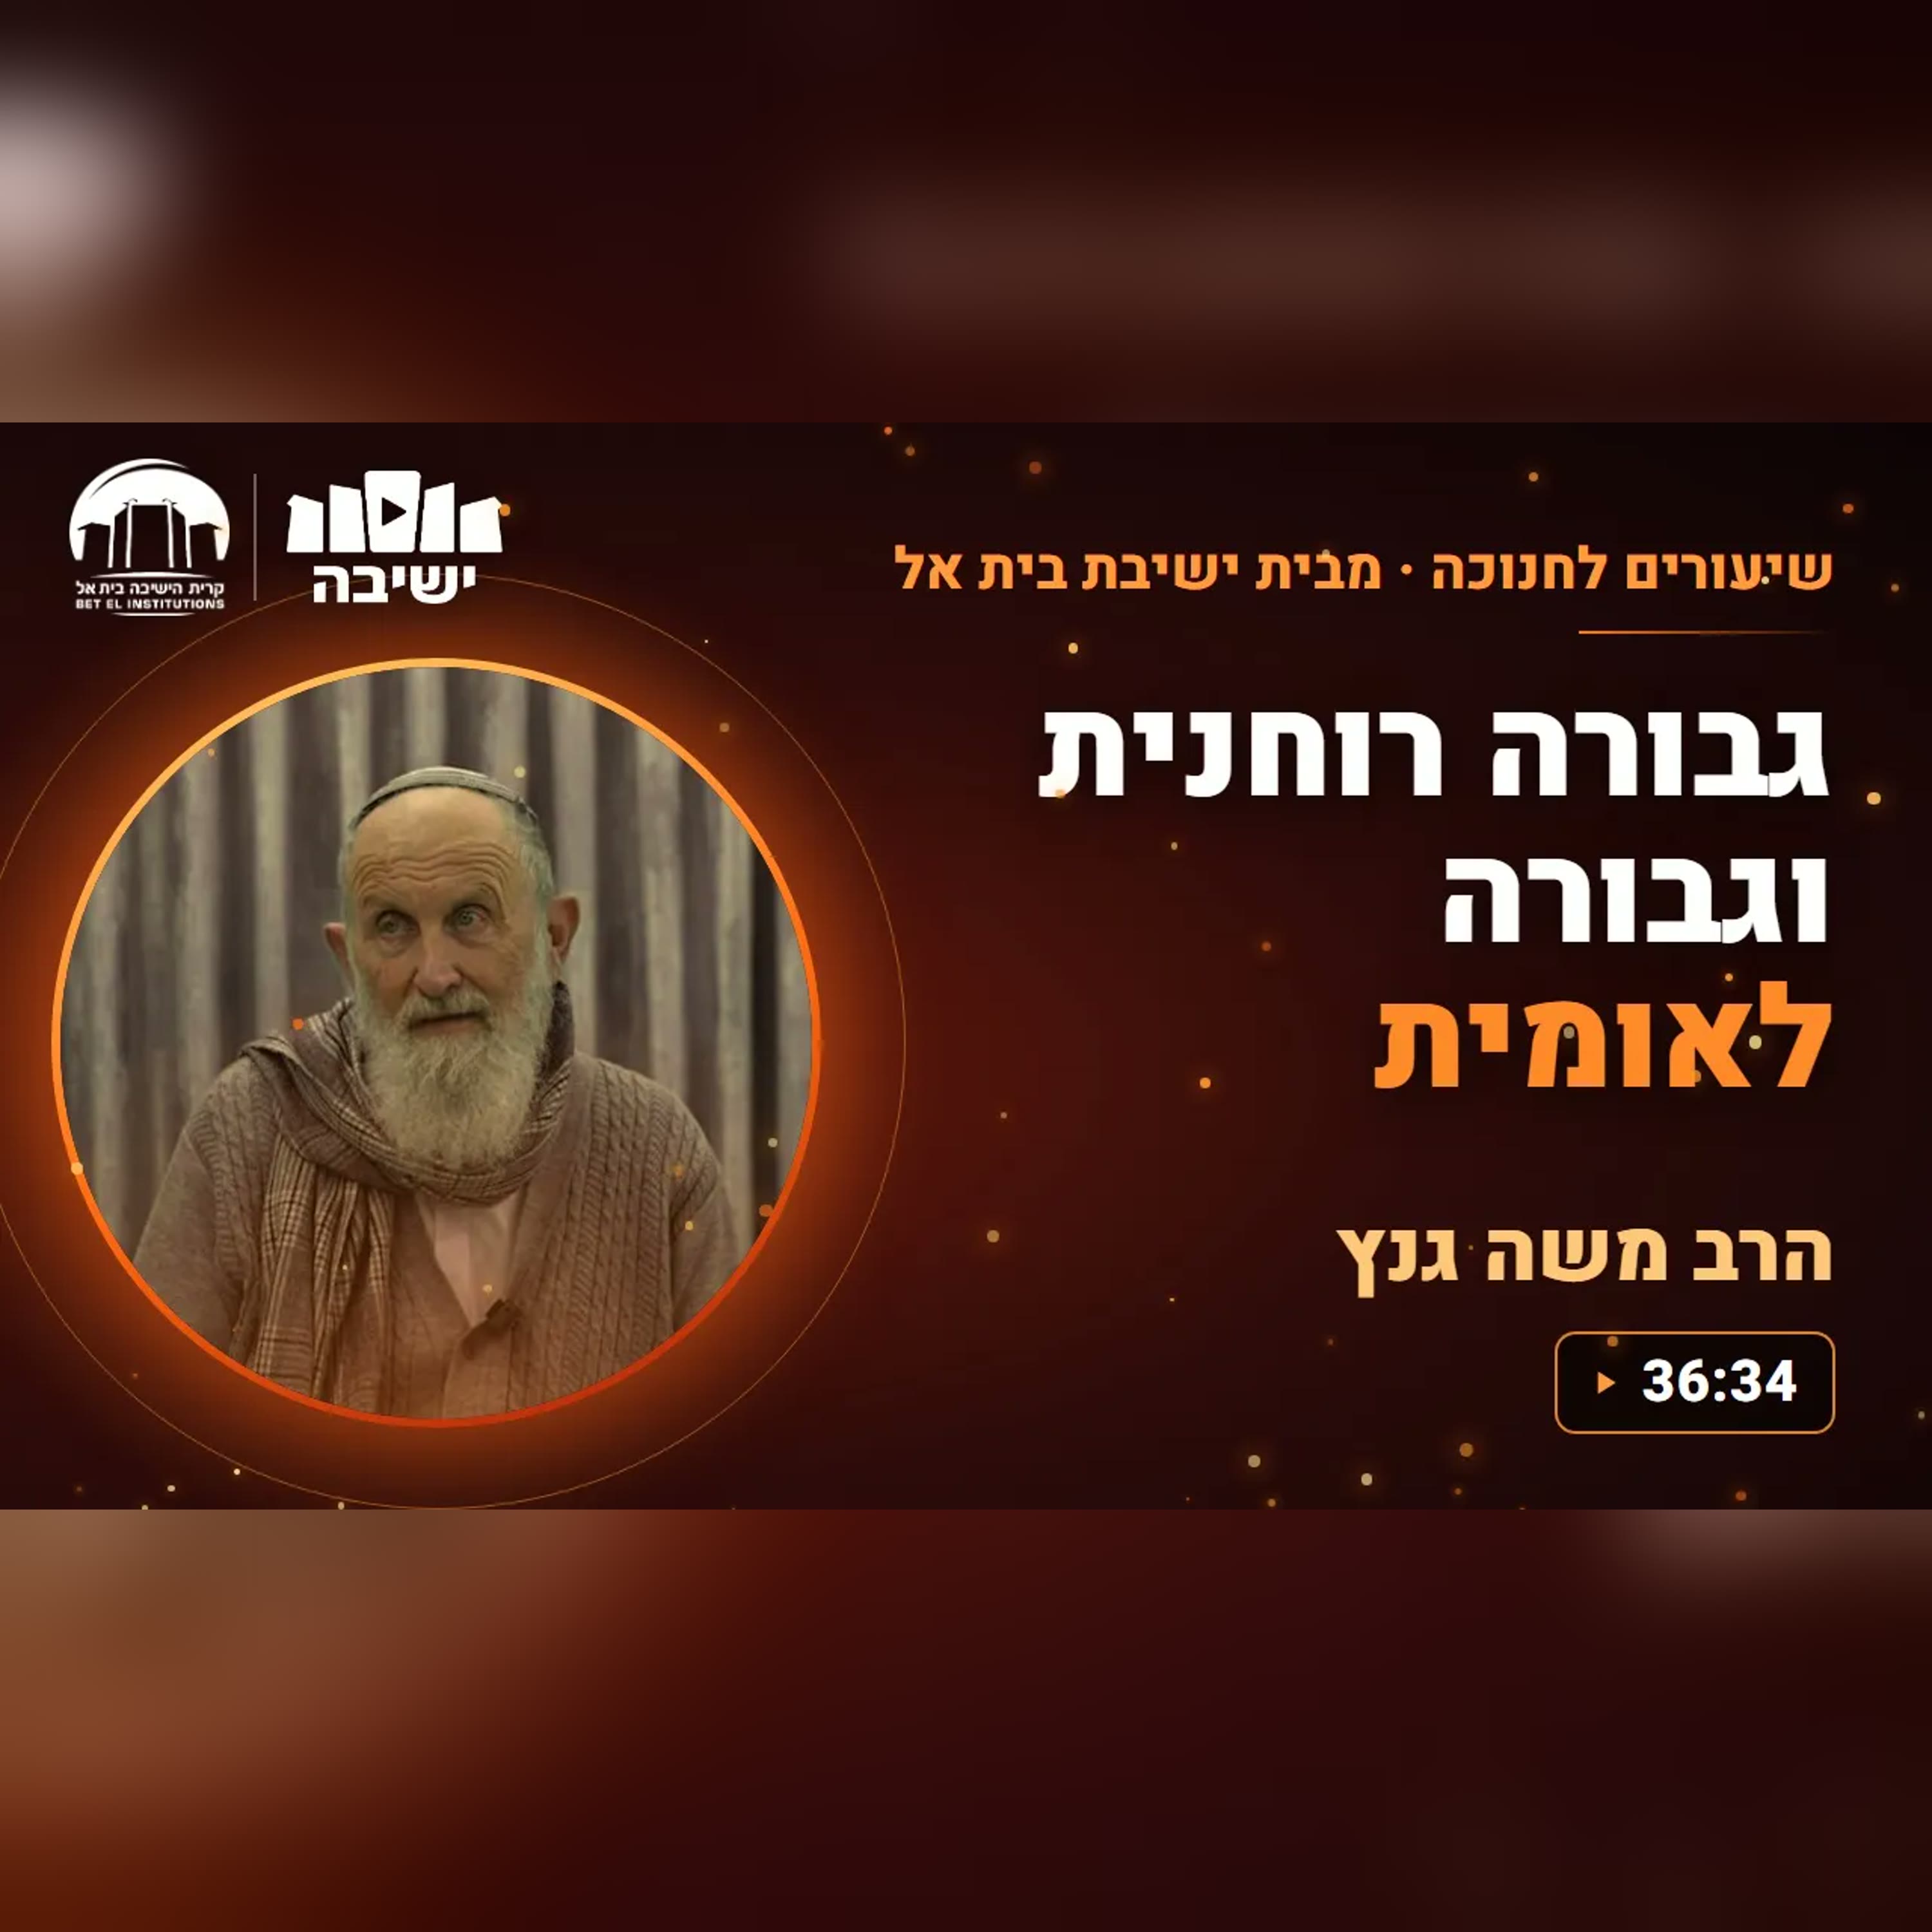 שיעורים לחנוכה • מבית ישיבת בית אל
גבורה רוחנית
וגבורה
לאומית
הרב משה גנץ
36:34
ישיבה
קרית הישיבה בית אל
BET EL INSTITUTIONS